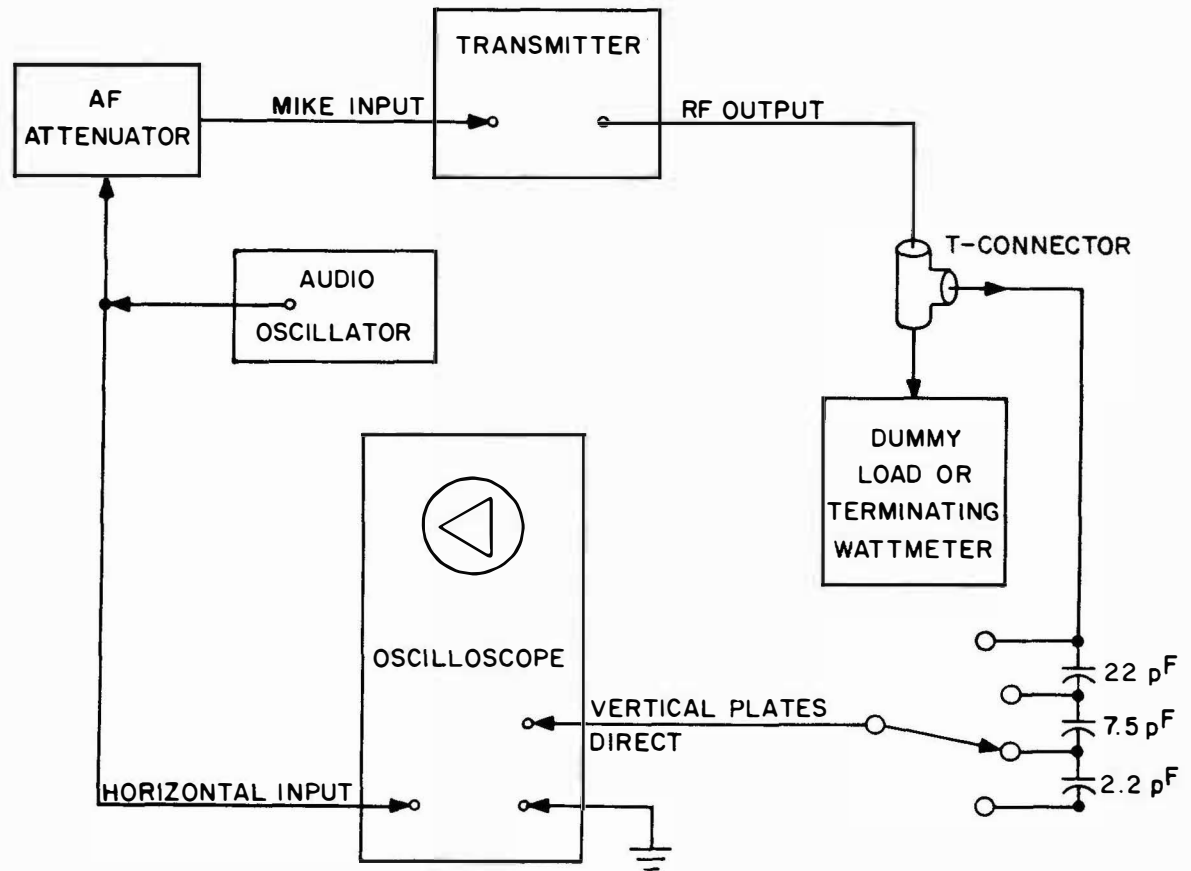 TRANSMITTER
AF
ATTENUATOR
MIKE INPUT
RF OUTPUT
T-CONNECTOR
AUDIO
OSCILLATOR
DUMMY
LOAD OR
TERMINATING
WATTMETER
OSCILLOSCOPE
22 pF
7.5 pF
2.2 pF
VERTICAL PLATES
DIRECT
HORIZONTAL INPUT